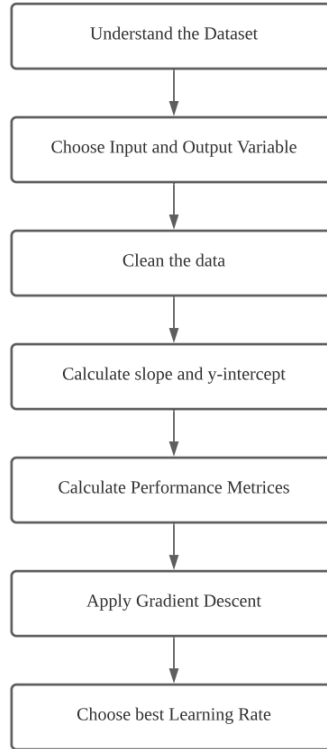 Understand the Dataset
Choose Input and Output Variable
Clean the data
Calculate slope and y-intercept
Calculate Performance Metrices
Apply Gradient Descent
Choose best Learning Rate